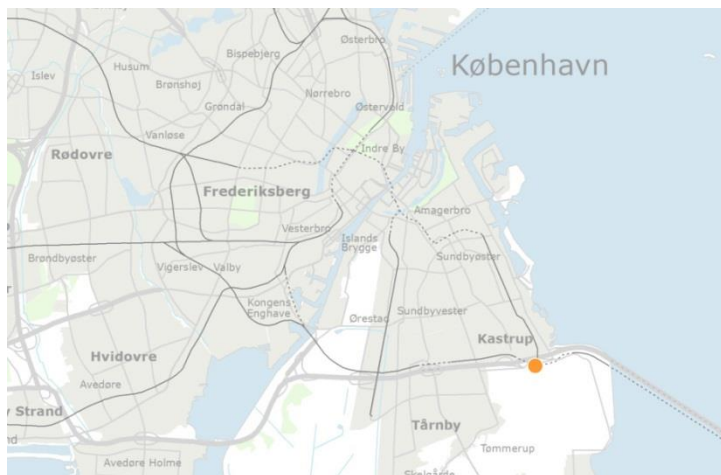 Østerbro
Bispebjerg
Husum
København
Islev
Brønshøj
Nørrebro
Grøndal
Østervold
Vanløse
Indre By
Rødovre
Frederiksberg
Amagerbro
Vesterbro
Islands
Brygge
Sundbyøster
Brøndbyøster
Vigerslev
Valby
Kongens
Enghave
Sundbyvester
Ørestad
Kastrup
Hvidovre
Avedøre
y Strand
Tårnby
Tømmerup
Avedøre Holme